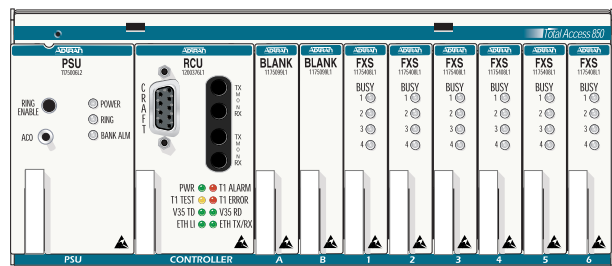 Total Access 850
ADTRAN ADTRAN ADTRAN ADTRAN ADTRAN ADTRAN ADTRAN ADTRAN ADTRAN ADTRAN
PSU RCU BLANK BLANK FXS FXS FXS FXS FXS FXS
1175006L2 1200376L1 1175099L1 1175099L1 1175408L1 1175408L1 1175408L1 1175408L1 1175408L1 1175408L1
CRAFT
TX
MON
RX
TX
MON
RX
RING ENABLE
ACO
POWER
RING
BANK ALM
BUSY BUSY BUSY BUSY BUSY BUSY
1 1 1 1 1 1
2 2 2 2 2 2
3 3 3 3 3 3
4 4 4 4 4 4
PWR T1 ALARM
T1 TEST T1 ERROR
V35 TD V35 RD
ETH LI ETH TX/RX
PSU CONTROLLER A B 1 2 3 4 5 6